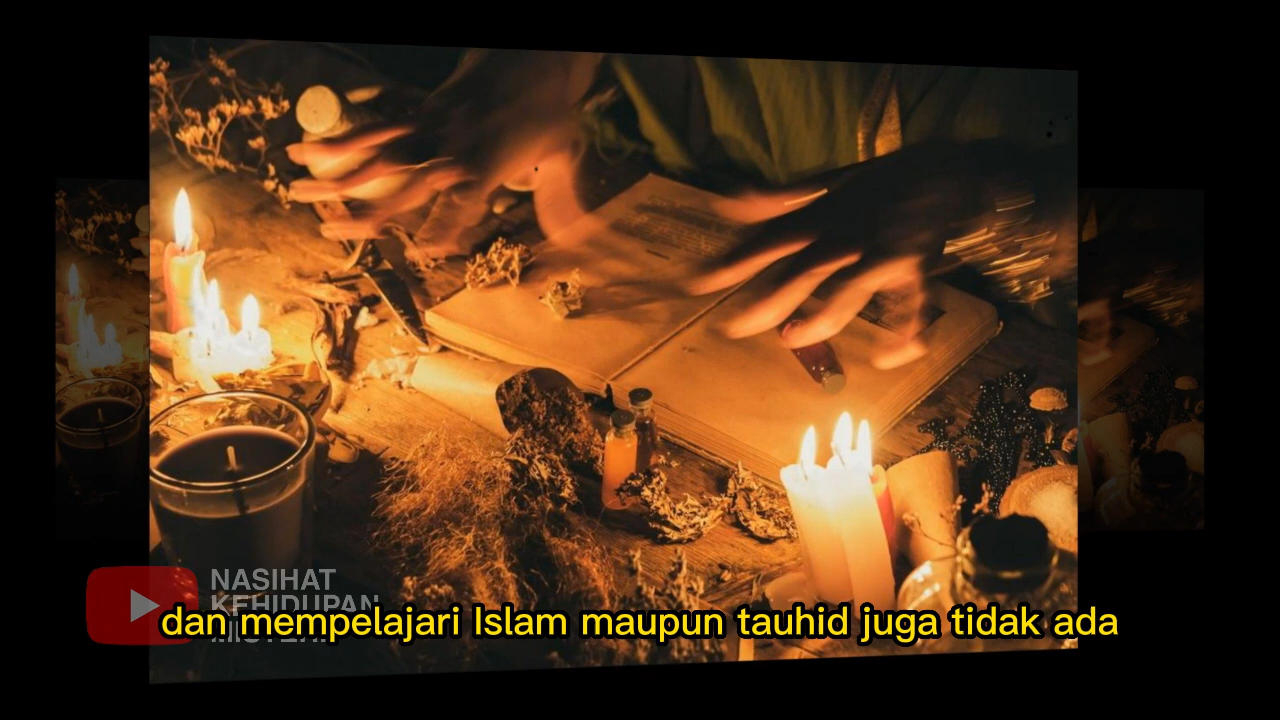 NASIHAT
KEHIDUPAN
dan mempelajari Islam maupun tauhid juga tidak ada